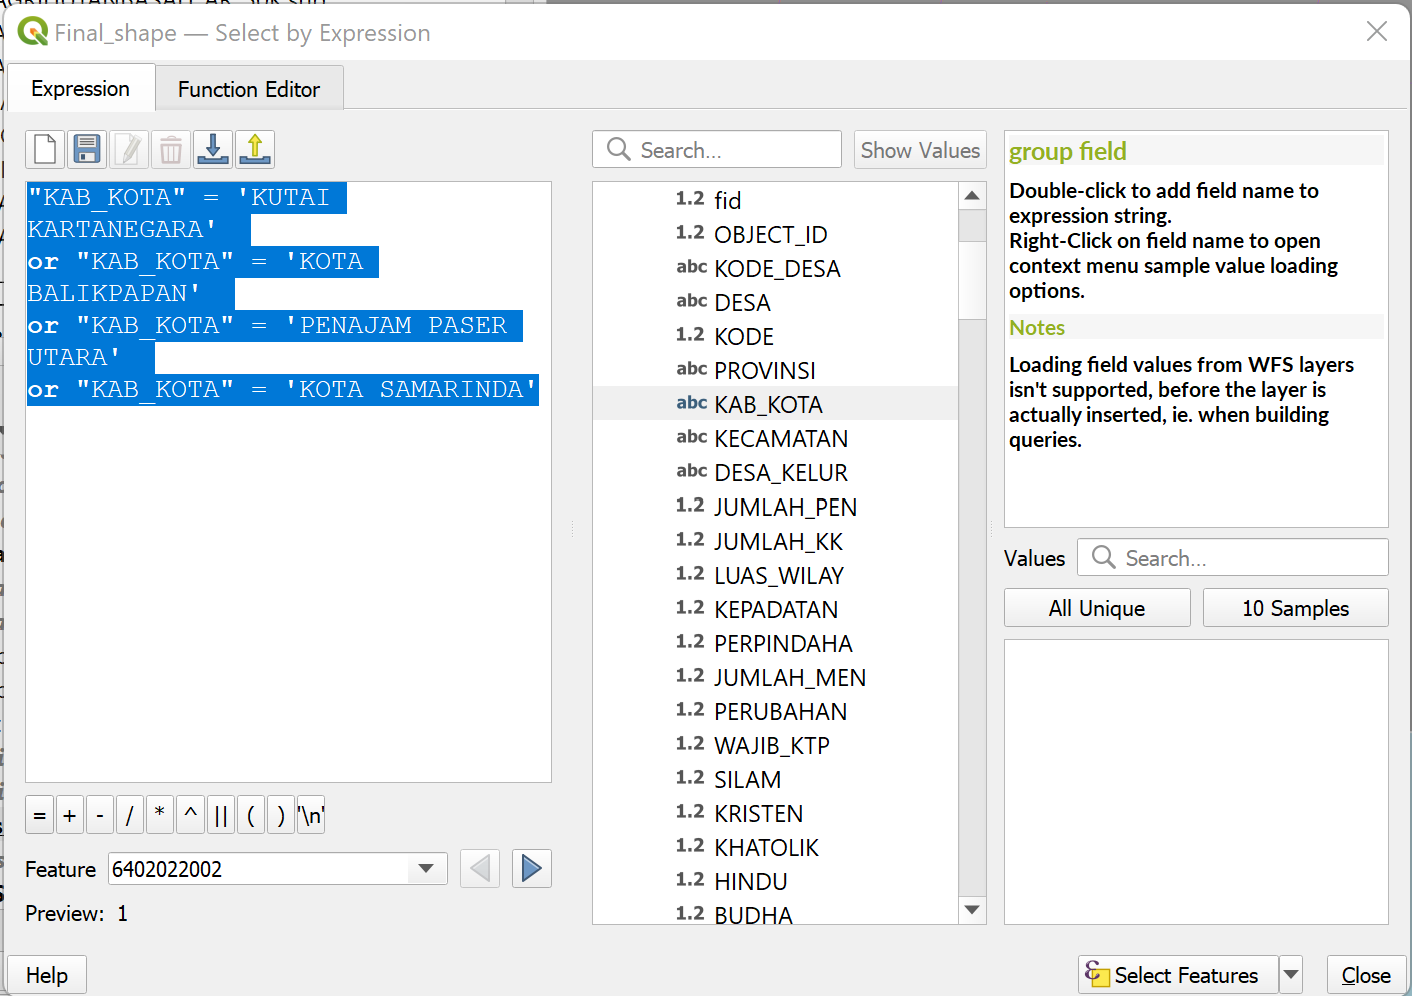 Final_shape — Select by Expression
Expression
Function Editor
"KAB_KOTA" = 'KUTAI
KARTANEGARA'
or "KAB_KOTA" = 'KOTA
BALIKPAPAN'
or "KAB_KOTA" = 'PENAJAM PASER
UTARA'
or "KAB_KOTA" = 'KOTA SAMARINDA'
= + - / * ^ || ( ) '\n'
Feature 6402022002
Preview: 1
Help
Search...
Show Values
1.2 fid
1.2 OBJECT_ID
abc KODE_DESA
abc DESA
1.2 KODE
abc PROVINSI
abc KAB_KOTA
abc KECAMATAN
abc DESA_KELUR
1.2 JUMLAH_PEN
1.2 JUMLAH_KK
1.2 LUAS_WILAY
1.2 KEPADATAN
1.2 PERPINDAHA
1.2 JUMLAH_MEN
1.2 PERUBAHAN
1.2 WAJIB_KTP
1.2 SILAM
1.2 KRISTEN
1.2 KHATOLIK
1.2 HINDU
1.2 BUDHA
group field
Double-click to add field name to
expression string.
Right-Click on field name to open
context menu sample value loading
options.
Notes
Loading field values from WFS layers
isn't supported, before the layer is
actually inserted, ie. when building
queries.
Values Search...
All Unique
10 Samples
Select Features
Close